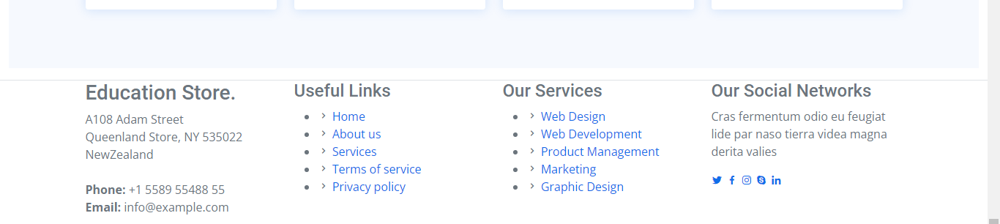 Education Store.
A108 Adam Street
Queenland Store, NY 535022
NewZealand
Phone: +1 5589 55488 55
Email: info@example.com
Useful Links
Home
About us
Services
Terms of service
Privacy policy
Our Services
Web Design
Web Development
Product Management
Marketing
Graphic Design
Our Social Networks
Cras fermentum odio eu feugiat
lide par naso tierra videa magna
derita valies